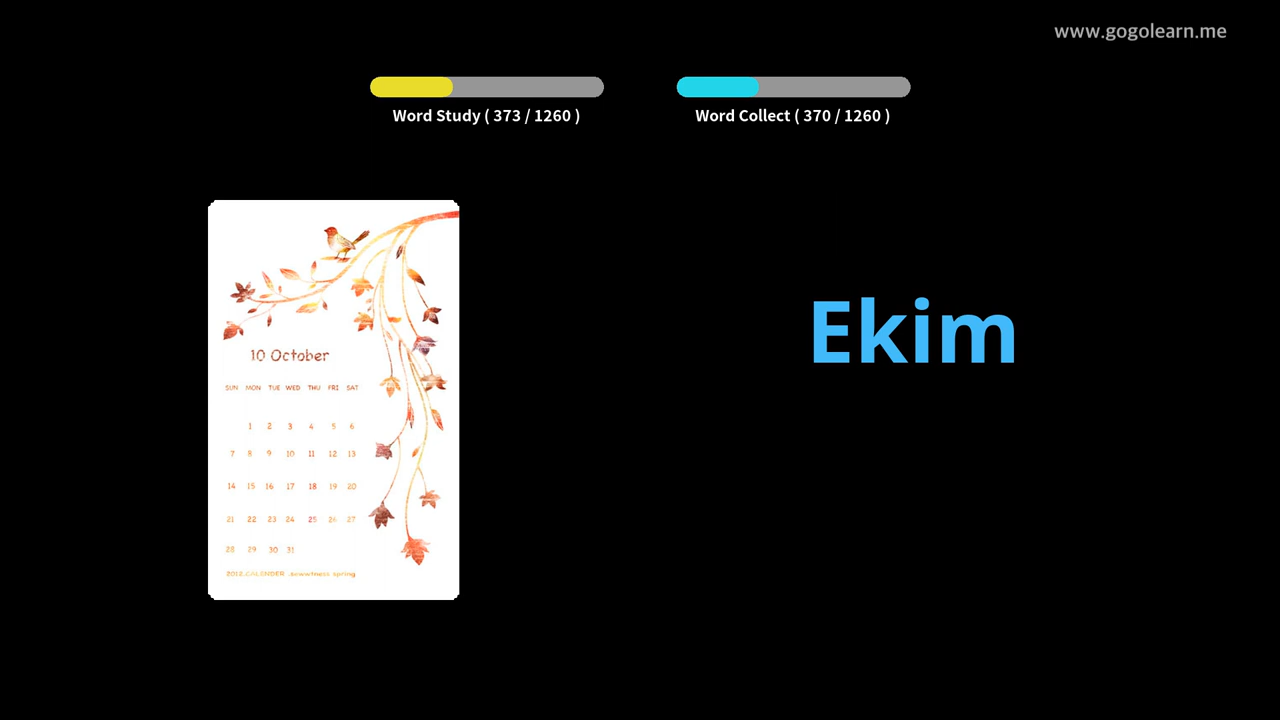 www.gogolearn.me
Word Study ( 373 / 1260 )
Word Collect ( 370 / 1260 )
Ekim
10 October
SUN MON TUE WED THU FRI SAT
1 2 3 4 5 6
7 8 9 10 11 12 13
14 15 16 17 18 19 20
21 22 23 24 25 26 27
28 29 30 31
CALENDER